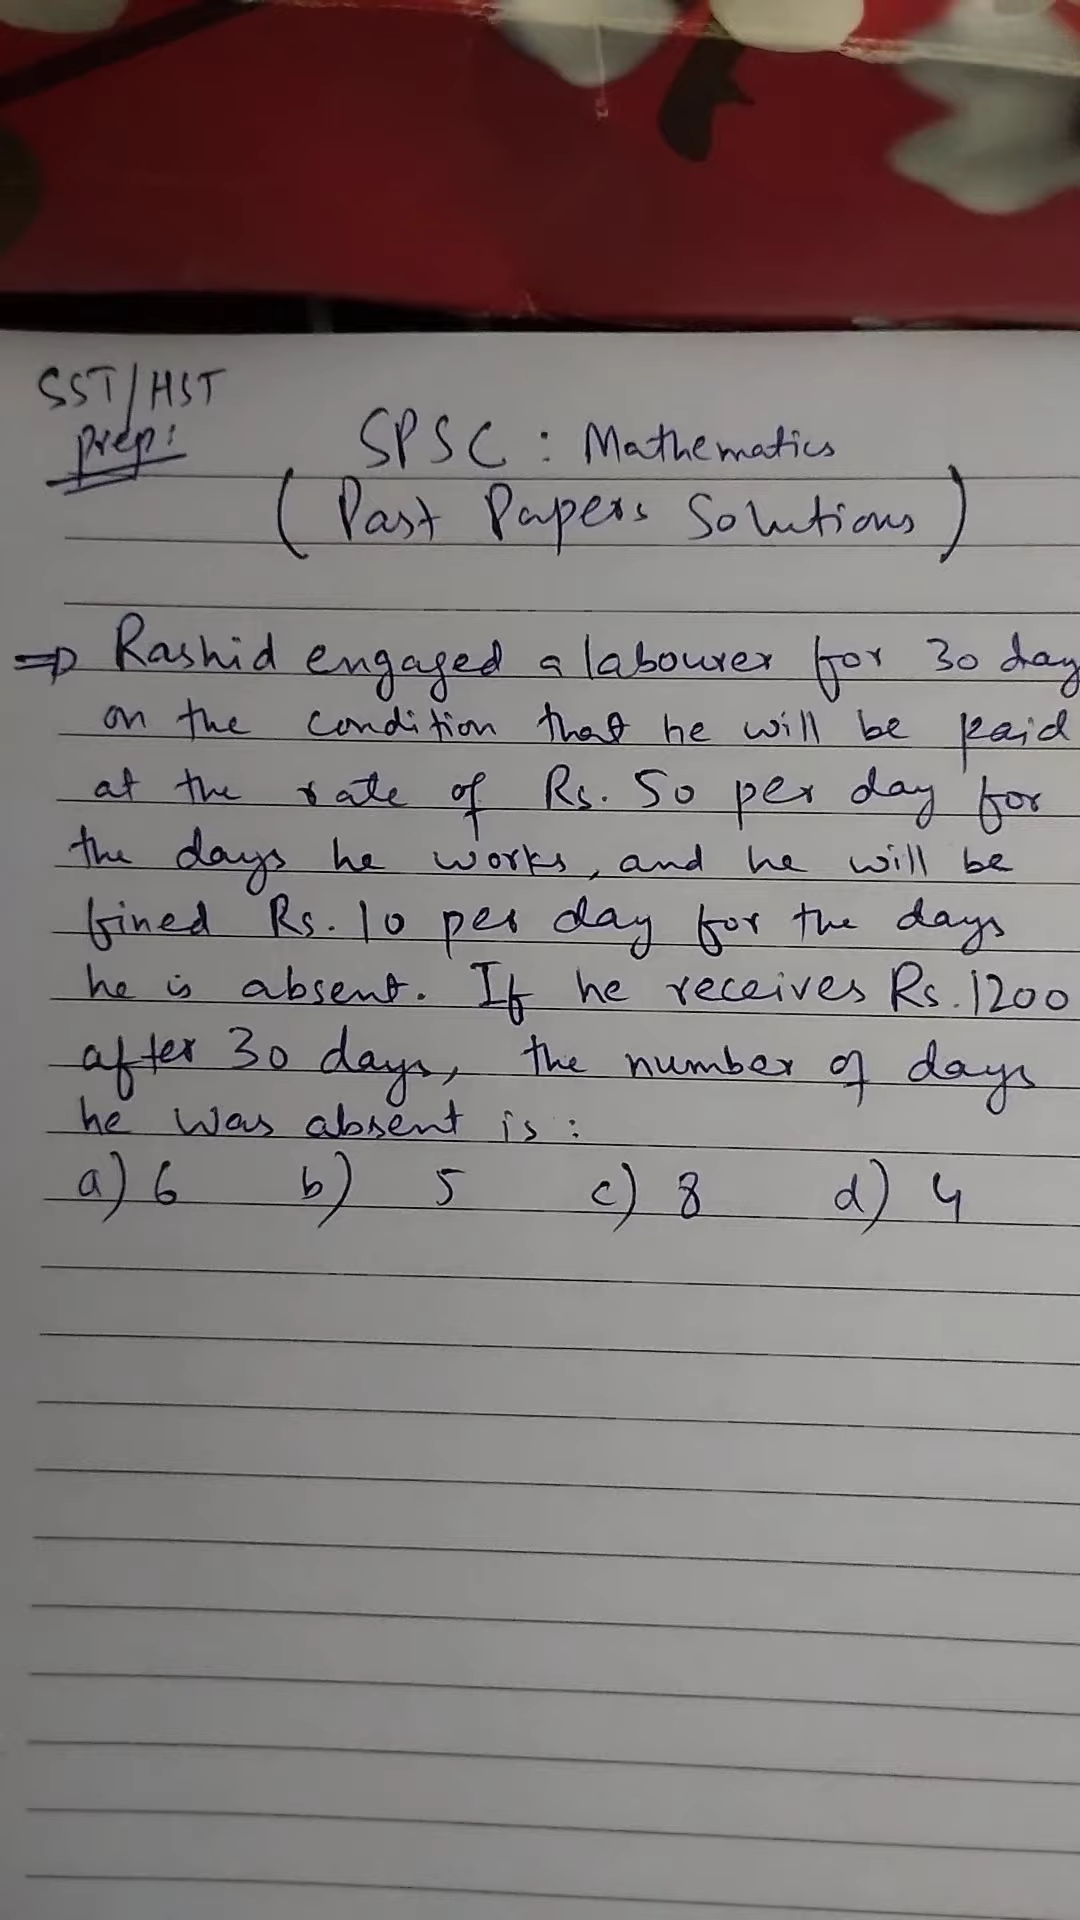 SST/HST
prep:
SPSC : Mathematics
( Past Papers Solutions )
⇒ Rashid engaged a labourer for 30 day
on the condition that he will be paid
at the rate of Rs. 50 per day for
the days he works, and he will be
fined Rs. 10 per day for the days
he is absent. If he receives Rs. 1200
after 30 days, the number of days
he was absent is :
a) 6 b) 5 c) 8 d) 4